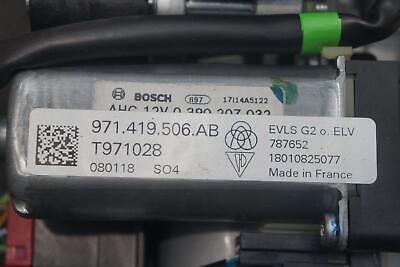 BOSCH 697 17I14A5122
AHC 12V 0 390 207 032
971.419.506.AB
T971028
080118 SO4
EVLS G2 o. ELV
787652
18010825077
Made in France